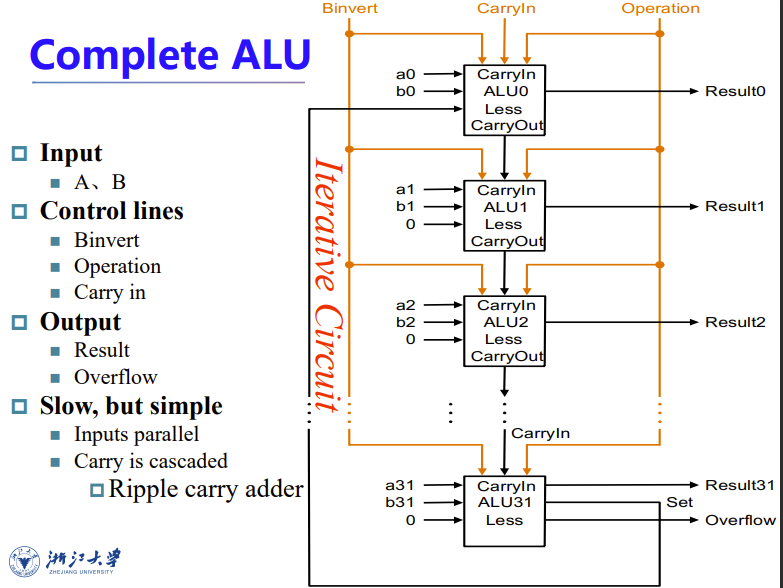 Complete ALU
Input
A、B
Control lines
Binvert
Operation
Carry in
Output
Result
Overflow
Slow, but simple
Inputs parallel
Carry is cascaded
Ripple carry adder
浙江大学
ZHEJIANG UNIVERSITY
Iterative Circuit
Binvert
CarryIn
Operation
a0
b0
CarryIn
ALU0
Less
CarryOut
Result0
a1
b1
0
CarryIn
ALU1
Less
CarryOut
Result1
a2
b2
0
CarryIn
ALU2
Less
CarryOut
Result2
CarryIn
a31
b31
0
CarryIn
ALU31
Less
Result31
Set
Overflow